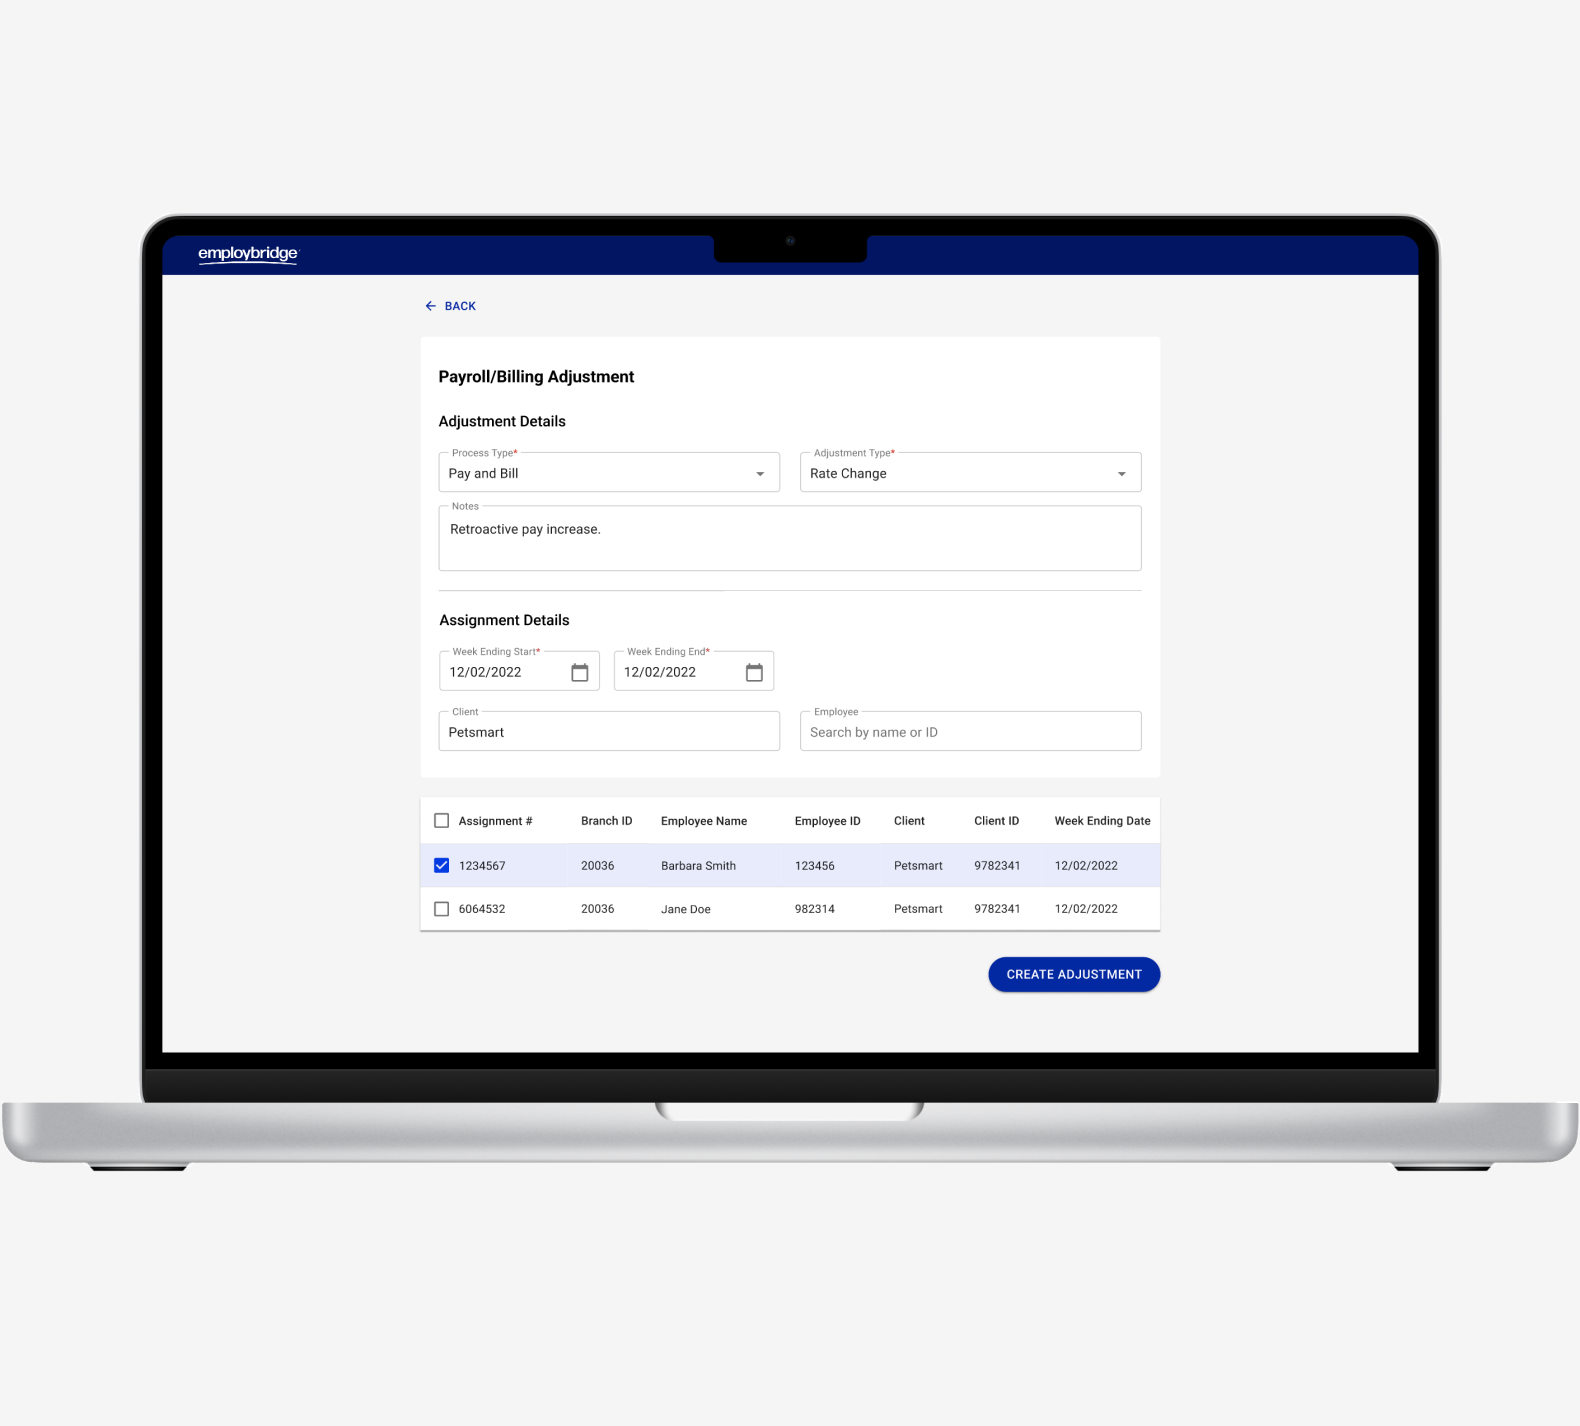 employbridge
BACK
Payroll/Billing Adjustment
Adjustment Details
Process Type* Adjustment Type*
Pay and Bill Rate Change
Notes
Retroactive pay increase.
Assignment Details
Week Ending Start* Week Ending End*
12/02/2022 12/02/2022
Client Employee
Petsmart Search by name or ID
Assignment # Branch ID Employee Name Employee ID Client Client ID Week Ending Date
1234567 20036 Barbara Smith 123456 Petsmart 9782341 12/02/2022
6064532 20036 Jane Doe 982314 Petsmart 9782341 12/02/2022
CREATE ADJUSTMENT